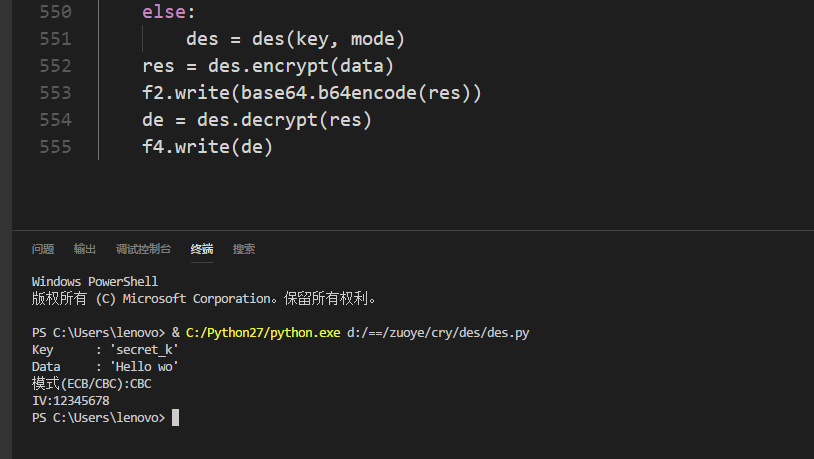 550 else:
551 des = des(key, mode)
552 res = des.encrypt(data)
553 f2.write(base64.b64encode(res))
554 de = des.decrypt(res)
555 f4.write(de)
问题 输出 调试控制台 终端 搜索
Windows PowerShell
版权所有 (C) Microsoft Corporation。保留所有权利。
PS C:\Users\lenovo> & C:/Python27/python.exe d:/==/zuoye/cry/des/des.py
Key : 'secret_k'
Data : 'Hello wo'
模式(ECB/CBC):CBC
IV:12345678
PS C:\Users\lenovo>